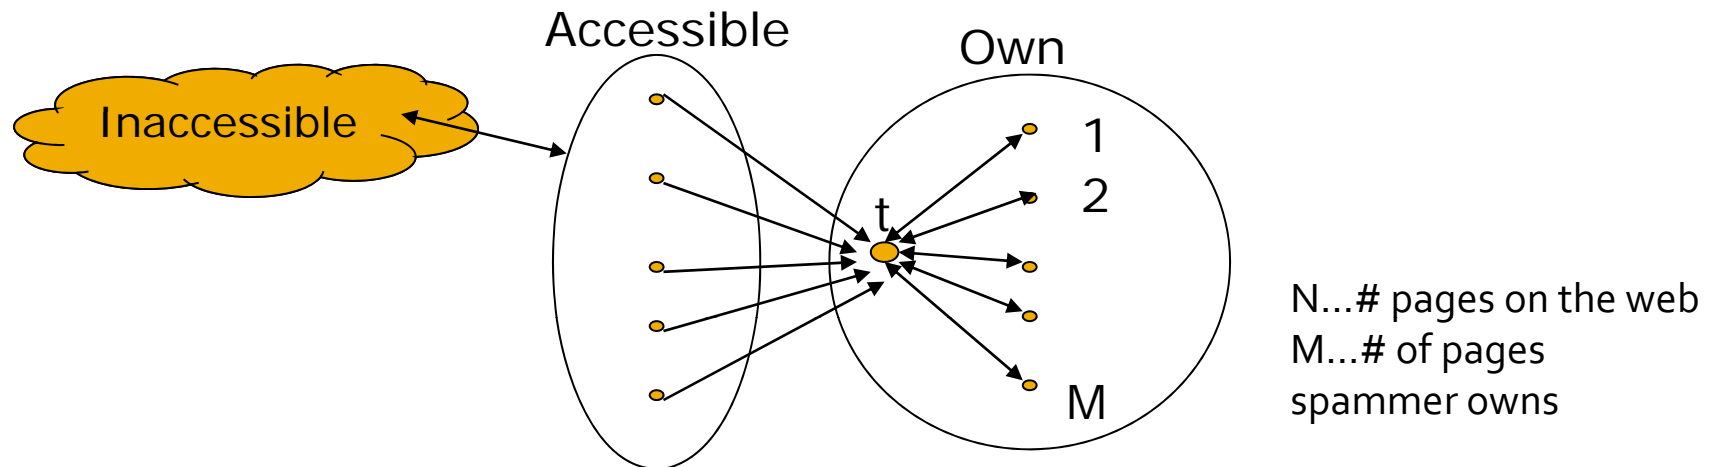 Accessible
Own
Inaccessible
1
2
t
M
N…# pages on the web
M…# of pages
spammer owns